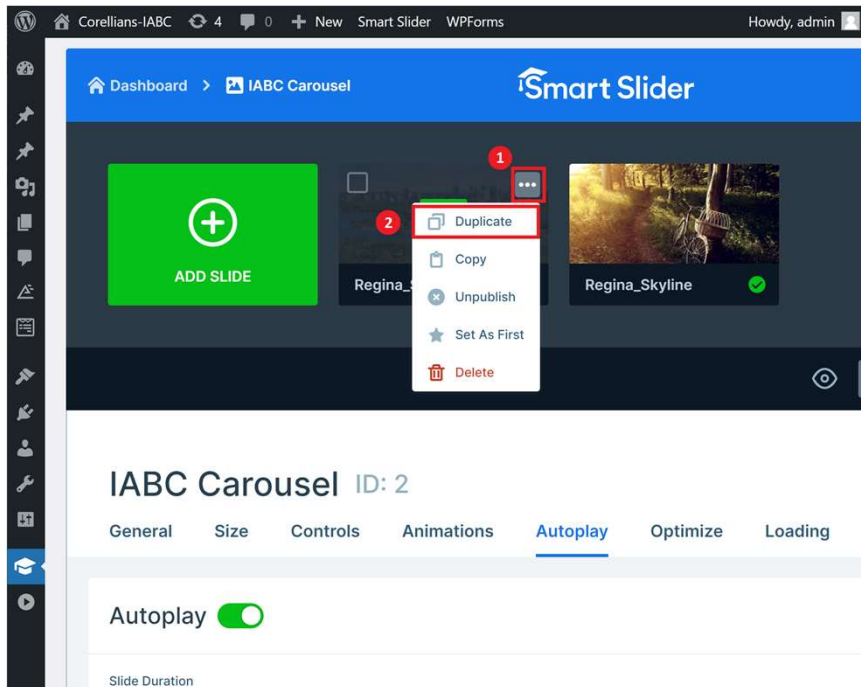 Corellians-IABC 4 0 New Smart Slider WPForms Howdy, admin
Dashboard > IABC Carousel
Smart Slider
1
2
Duplicate
Copy
Unpublish
Set As First
Delete
ADD SLIDE
Regina_
Regina_Skyline
IABC Carousel ID: 2
General Size Controls Animations Autoplay Optimize Loading
Autoplay
Slide Duration